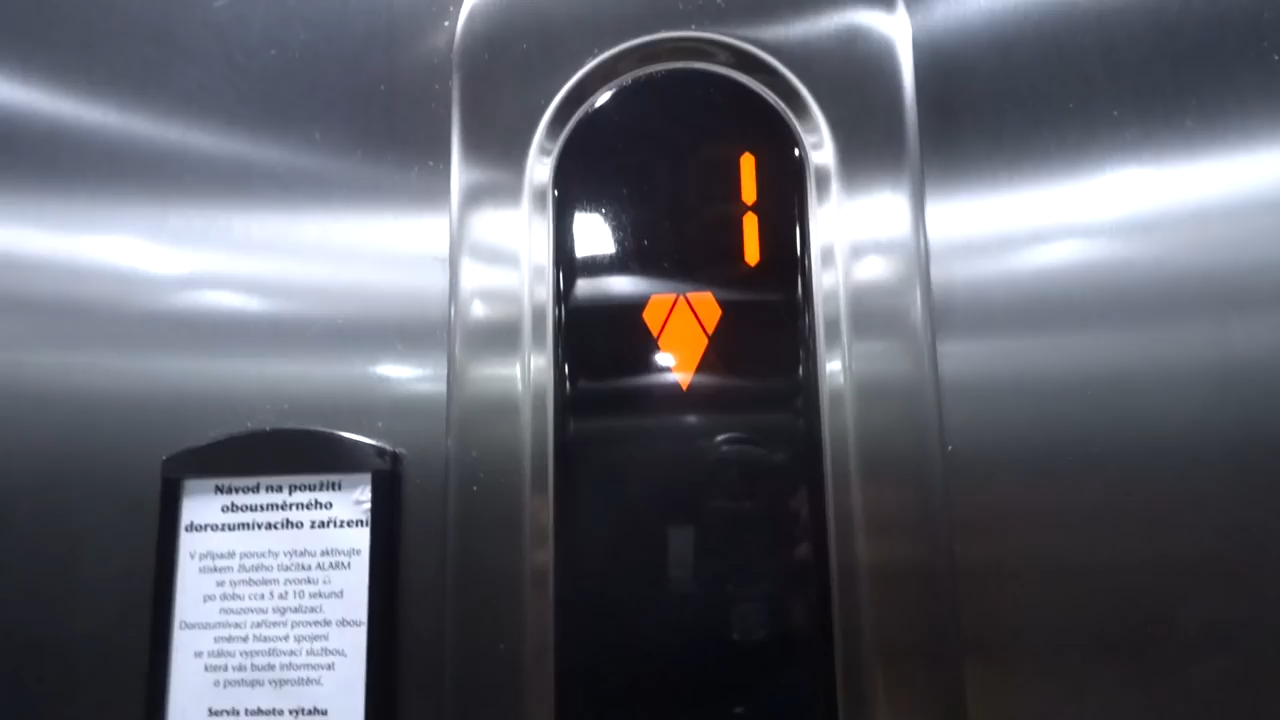 1
Návod na použití
obousměrného
dorozumívacího zařízení
V případě poruchy výtahu aktivujte
stiskem žlutého tlačítka ALARM
se symbolem zvonku
po dobu cca 5 až 10 sekund
nouzovou signalizaci.
Dorozumívací zařízení provede obou-
směrné hlasové spojení
se stálou vyprošťovací službou,
která vás bude informovat
o postupu vyproštění.
Servis tohoto výtahu